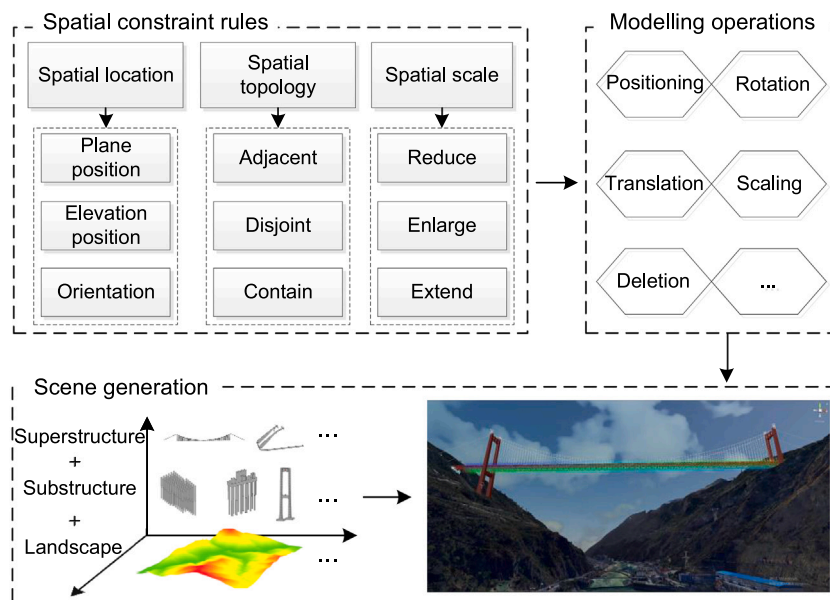 Spatial constraint rules
Spatial location
Spatial
topology
Spatial scale
Plane
position
Adjacent
Reduce
Elevation
position
Disjoint
Enlarge
Orientation
Contain
Extend
Modelling operations
Positioning
Rotation
Translation
Scaling
Deletion
...
Scene generation
Superstructure
+
Substructure
+
Landscape
...
...
...